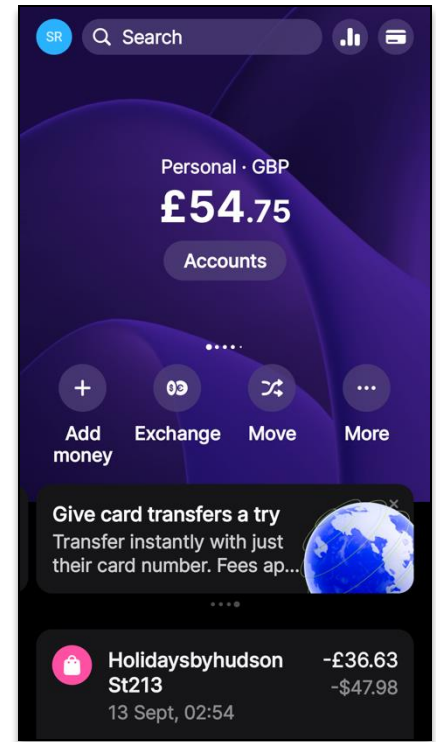 SR
Search
Personal · GBP
£54.75
Accounts
Add money
Exchange
Move
More
Give card transfers a try
Transfer instantly with just
their card number. Fees ap...
Holidaysbyhudson
St213
-£36.63
-$47.98
13 Sept, 02:54